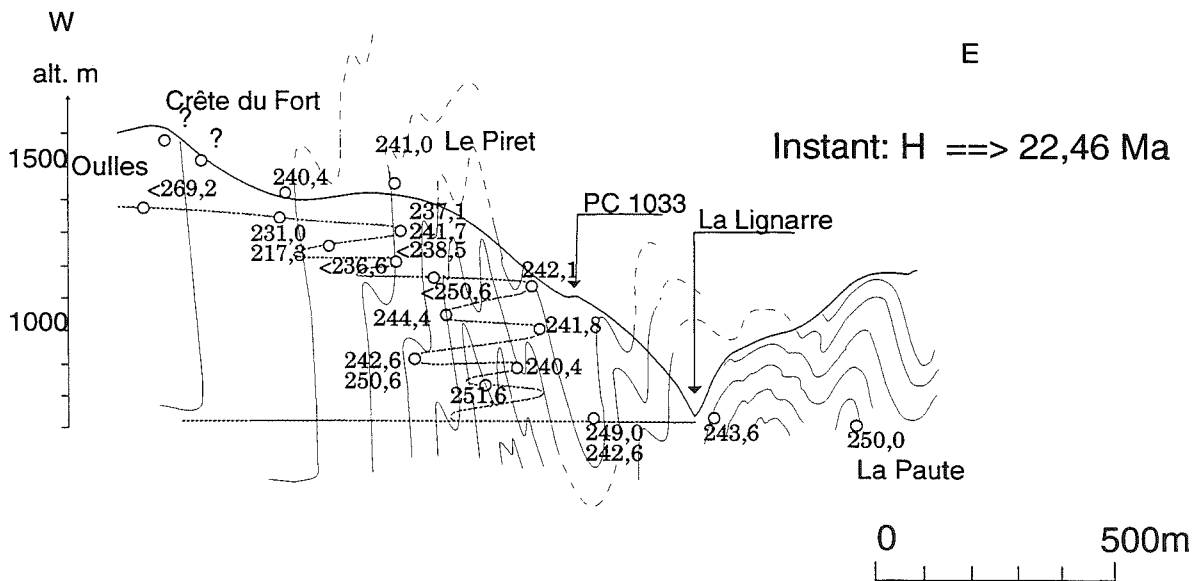 W
E
alt. m
Crête du Fort
?
?
241,0 Le Piret
Instant: H ==> 22,46 Ma
1500
Oulles
<269,2
240,4
PC 1033
237,1
La Lignarre
231,0
241,7
217,3
<238,5
<236,6
242,1
<250,6
1000
244,4
241,8
242,6
240,4
250,6
251,6
249,0
243,6
250,0
242,6
La Paute
0
500m